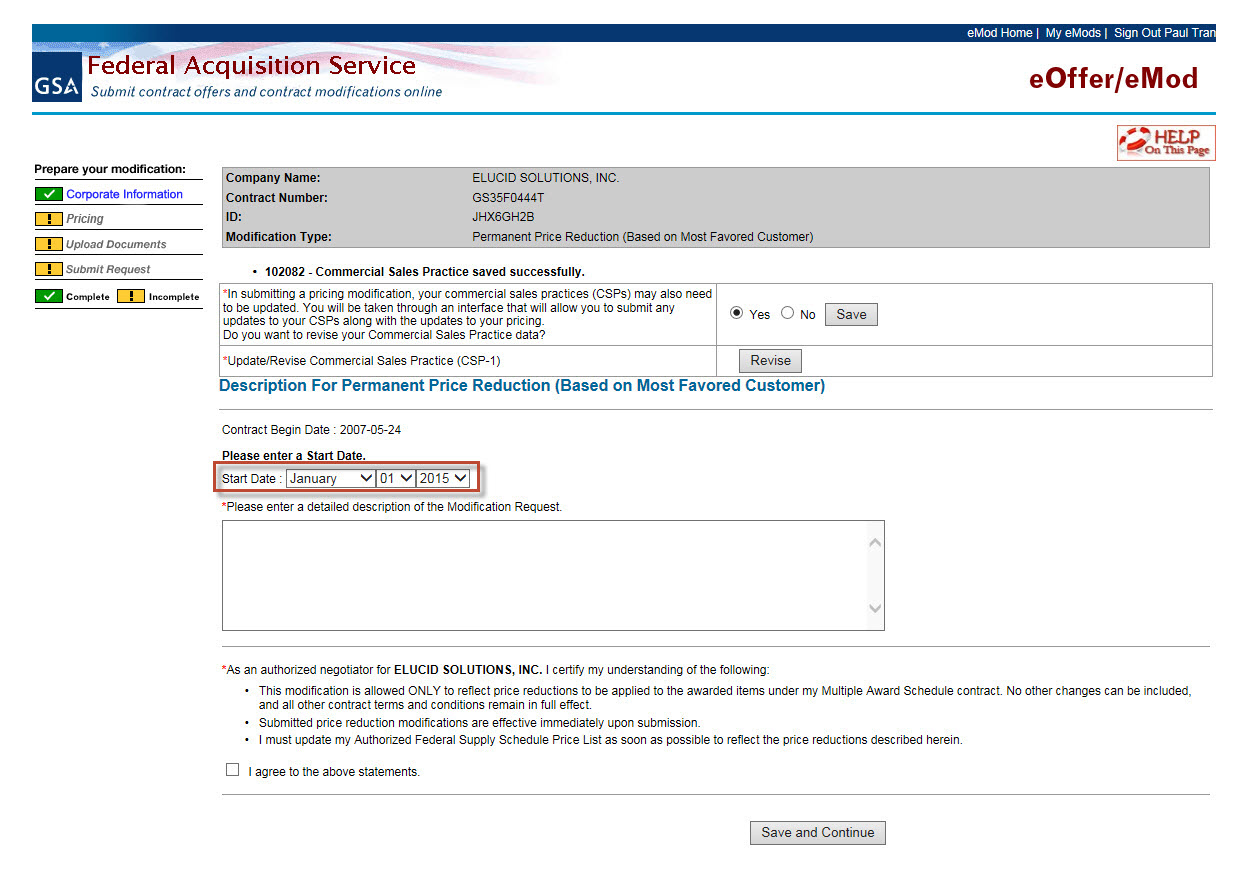 eMod Home | My eMods | Sign Out Paul Tran
GSA
Federal Acquisition Service
Submit contract offers and contract modifications online
eOffer/eMod
HELP
On This Page
Prepare your modification:
Corporate Information
! Pricing
! Upload Documents
! Submit Request
Complete ! Incomplete
Company Name: ELUCID SOLUTIONS, INC.
Contract Number: GS35F0444T
ID: JHX6GH2B
Modification Type: Permanent Price Reduction (Based on Most Favored Customer)
• 102082 - Commercial Sales Practice saved successfully.
*In submitting a pricing modification, your commercial sales practices (CSPs) may also need
to be updated. You will be taken through an interface that will allow you to submit any
updates to your CSPs along with the updates to your pricing.
Do you want to revise your Commercial Sales Practice data?
Yes No Save
*Update/Revise Commercial Sales Practice (CSP-1) Revise
Description For Permanent Price Reduction (Based on Most Favored Customer)
Contract Begin Date : 2007-05-24
Please enter a Start Date.
Start Date : January 01 2015
*Please enter a detailed description of the Modification Request.
*As an authorized negotiator for ELUCID SOLUTIONS, INC. I certify my understanding of the following:
• This modification is allowed ONLY to reflect price reductions to be applied to the awarded items under my Multiple Award Schedule contract. No other changes can be included,
and all other contract terms and conditions remain in full effect.
• Submitted price reduction modifications are effective immediately upon submission.
• I must update my Authorized Federal Supply Schedule Price List as soon as possible to reflect the price reductions described herein.
I agree to the above statements.
Save and Continue